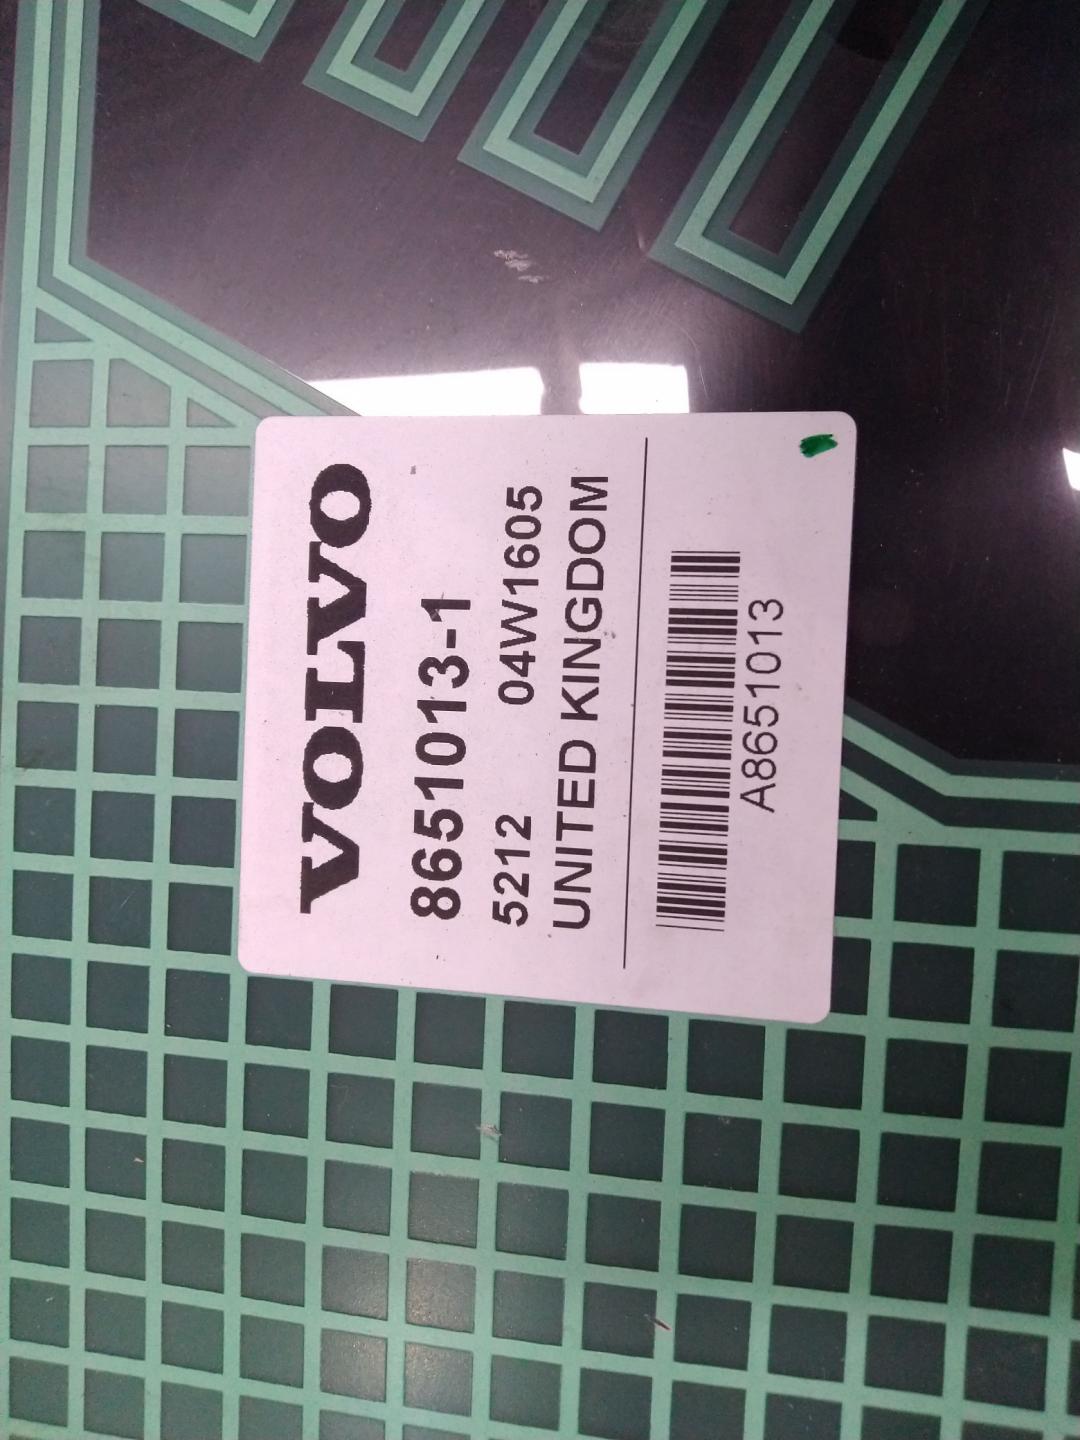 VOLVO
8651013-1
5212 04W1605
UNITED KINGDOM
A8651013